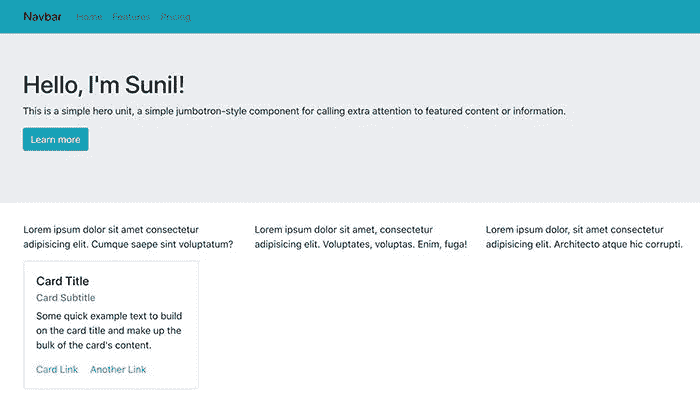 Navbar Home Features Pricing
Hello, I'm Sunil!
This is a simple hero unit, a simple jumbotron-style component for calling extra attention to featured content or information.
Learn more
Lorem ipsum dolor sit amet consectetur
adipisicing elit. Cumque saepe sint voluptatum?
Lorem ipsum dolor sit amet, consectetur
adipisicing elit. Voluptates, voluptas. Enim, fuga!
Lorem ipsum dolor, sit amet consectetur
adipisicing elit. Architecto atque hic corrupti.
Card Title
Card Subtitle
Some quick example text to build
on the card title and make up the
bulk of the card's content.
Card Link Another Link